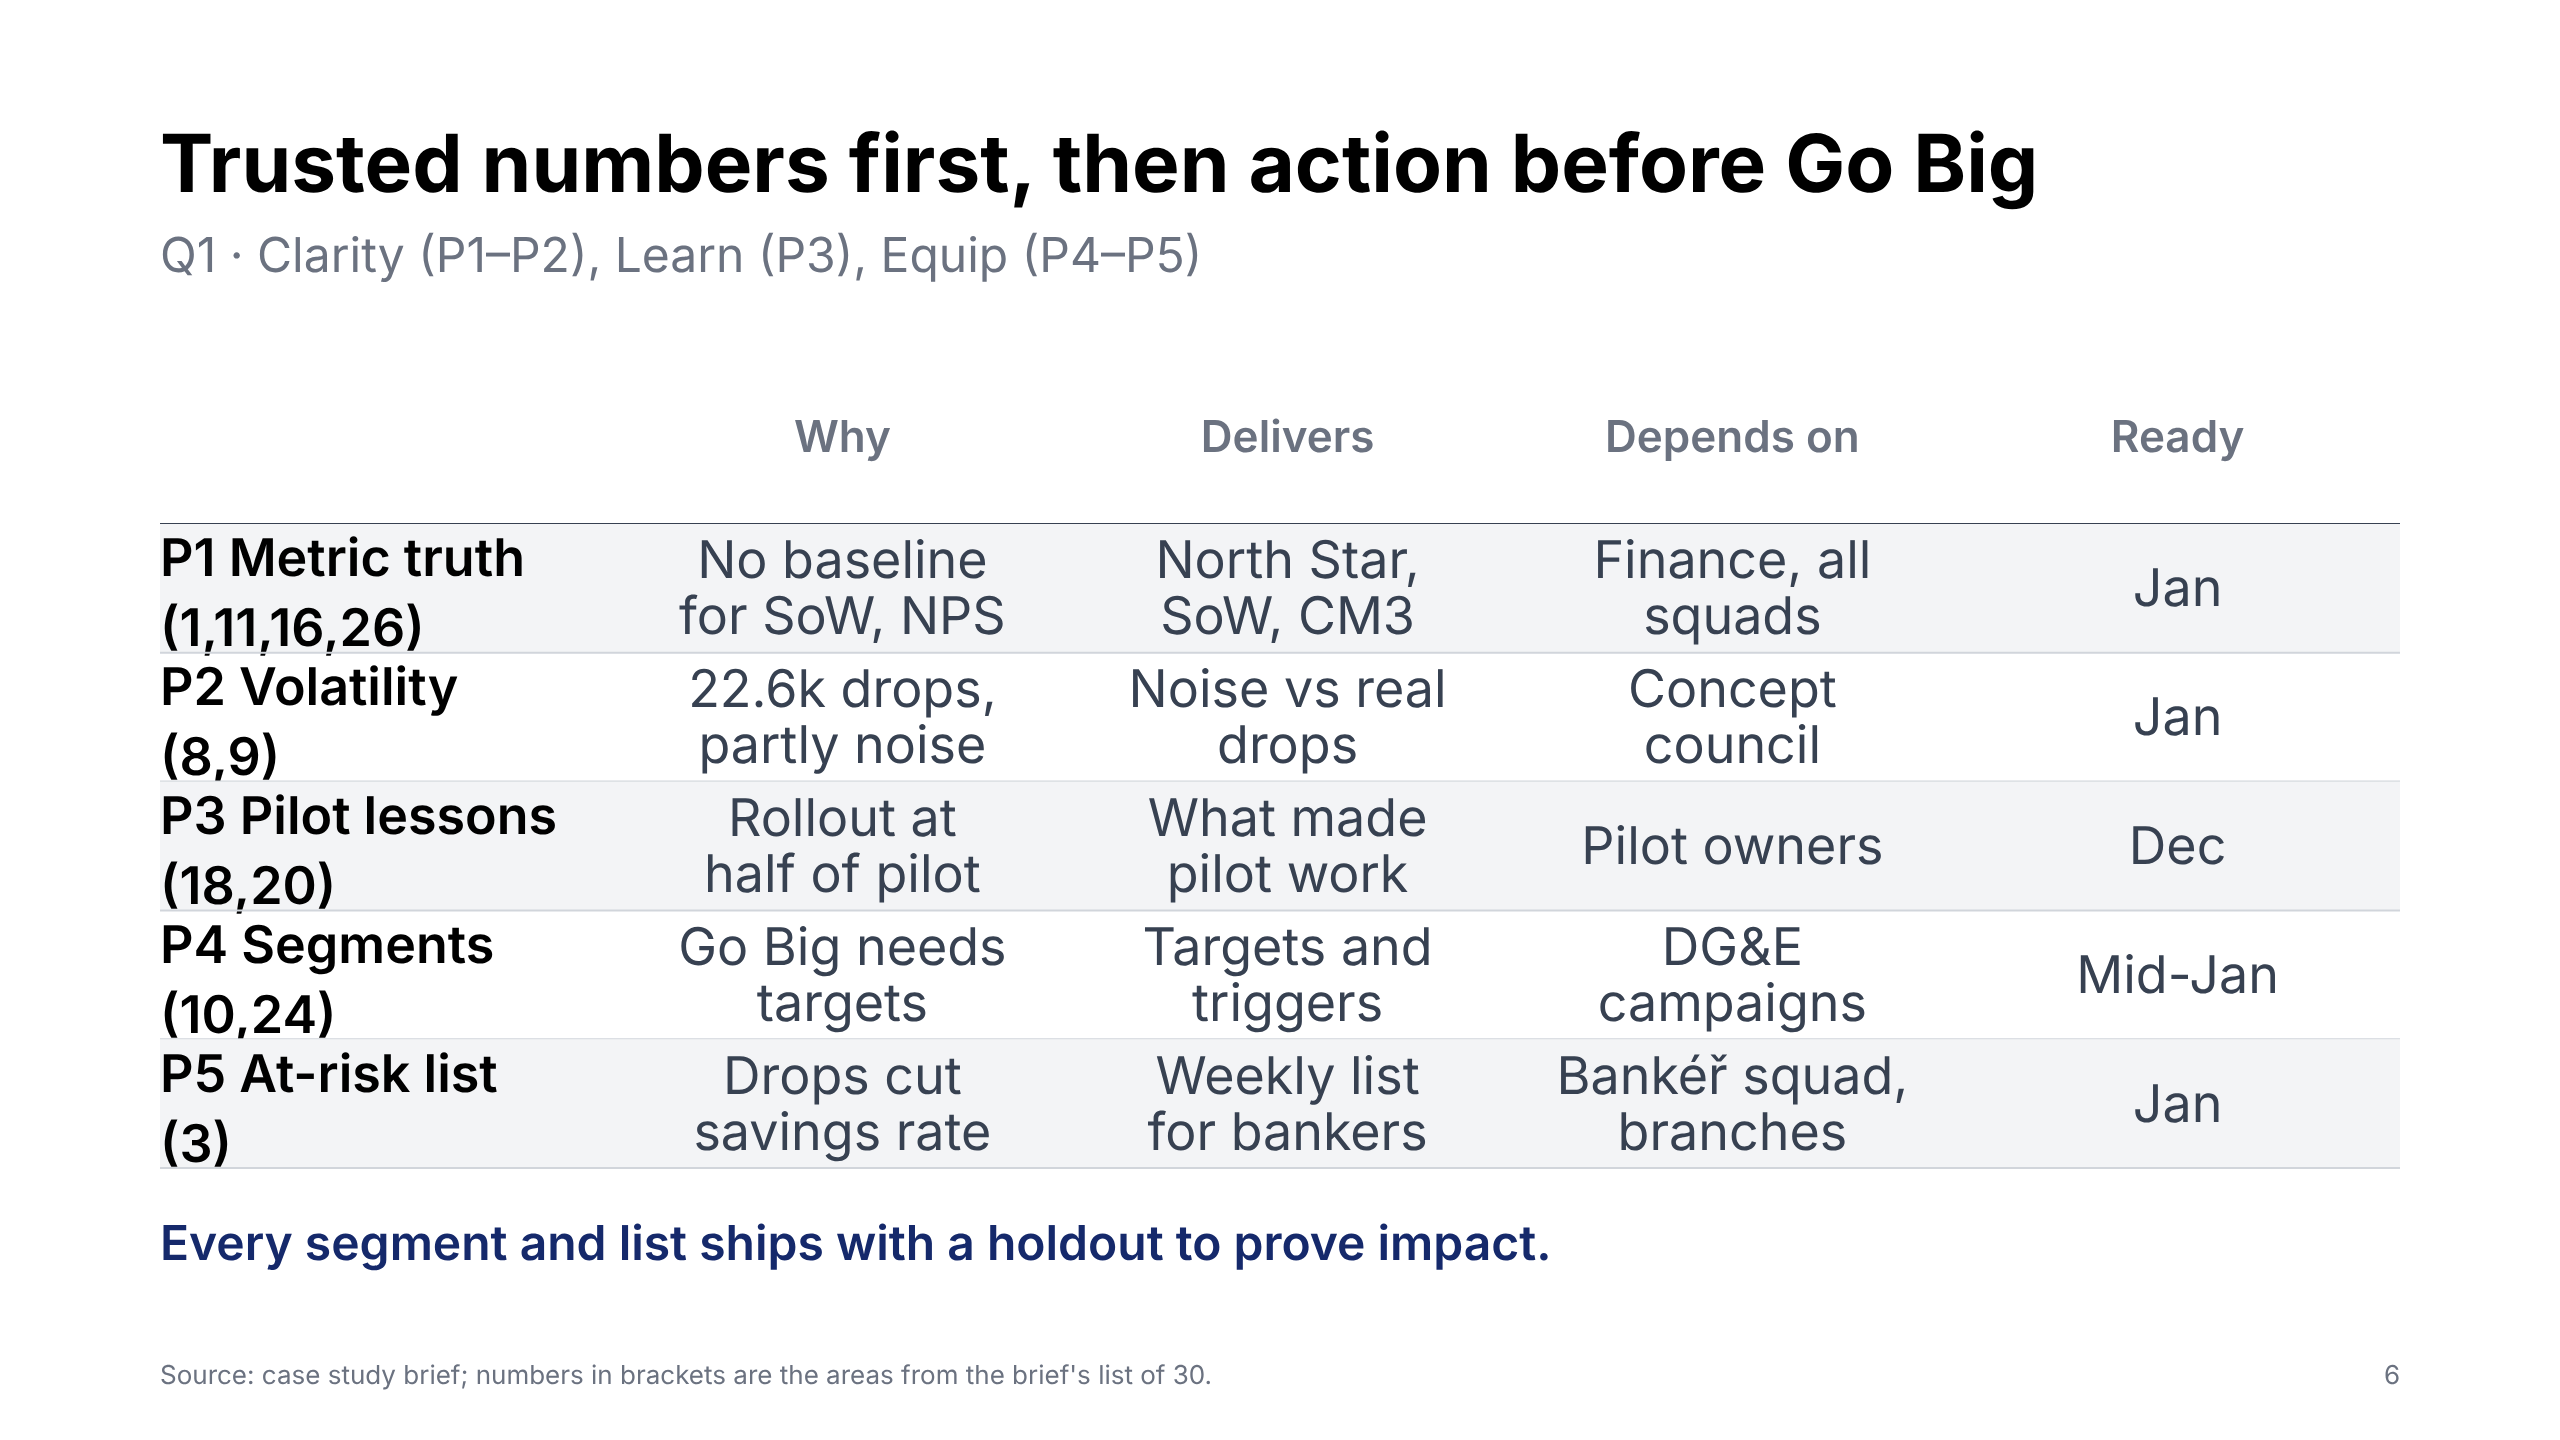 Trusted numbers first, then action before Go Big
Q1 · Clarity (P1–P2), Learn (P3), Equip (P4–P5)
Why
Delivers
Depends on
Ready
P1 Metric truth
(1,11,16,26)
No baseline
for SoW, NPS
North Star,
SoW, CM3
Finance, all
squads
Jan
P2 Volatility
(8,9)
22.6k drops,
partly noise
Noise vs real
drops
Concept
council
Jan
P3 Pilot lessons
(18,20)
Rollout at
half of pilot
What made
pilot work
Pilot owners
Dec
P4 Segments
(10,24)
Go Big needs
targets
Targets and
triggers
DG&E
campaigns
Mid-Jan
P5 At-risk list
(3)
Drops cut
savings rate
Weekly list
for bankers
Bankéř squad,
branches
Jan
Every segment and list ships with a holdout to prove impact.
Source: case study brief; numbers in brackets are the areas from the brief's list of 30.
6